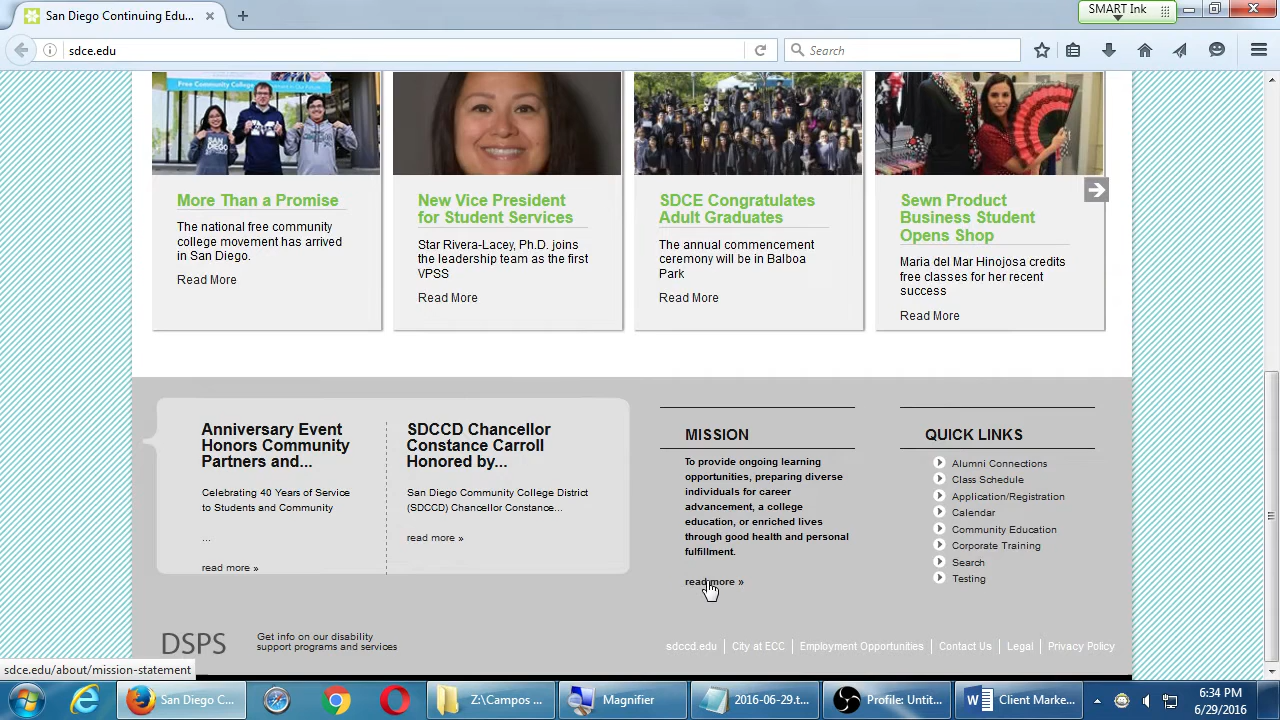 San Diego Continuing Edu...
SMART Ink
sdce.edu
Search
More Than a Promise
The national free community
college movement has arrived
in San Diego.
Read More
New Vice President
for Student Services
Star Rivera-Lacey, Ph.D. joins
the leadership team as the first
VPSS
Read More
SDCE Congratulates
Adult Graduates
The annual commencement
ceremony will be in Balboa
Park
Read More
Sewn Product
Business Student
Opens Shop
Maria del Mar Hinojosa credits
free classes for her recent
success
Read More
Anniversary Event
Honors Community
Partners and...
Celebrating 40 Years of Service
to Students and Community
...
read more »
SDCCD Chancellor
Constance Carroll
Honored by...
San Diego Community College District
(SDCCD) Chancellor Constance...
read more »
MISSION
To provide ongoing learning
opportunities, preparing diverse
individuals for career
advancement, a college
education, or enriched lives
through good health and personal
fulfillment.
read more »
QUICK LINKS
Alumni Connections
Class Schedule
Application/Registration
Calendar
Community Education
Corporate Training
Search
Testing
DSPS
Get info on our disability
support programs and services
sdccd.edu City at ECC Employment Opportunities Contact Us Legal Privacy Policy
sdce.edu/about/mission-statement
San Diego C...
Z:\Campos ...
Magnifier
2016-06-29.t...
Profile: Untit...
Client Marke...
6:34 PM
6/29/2016